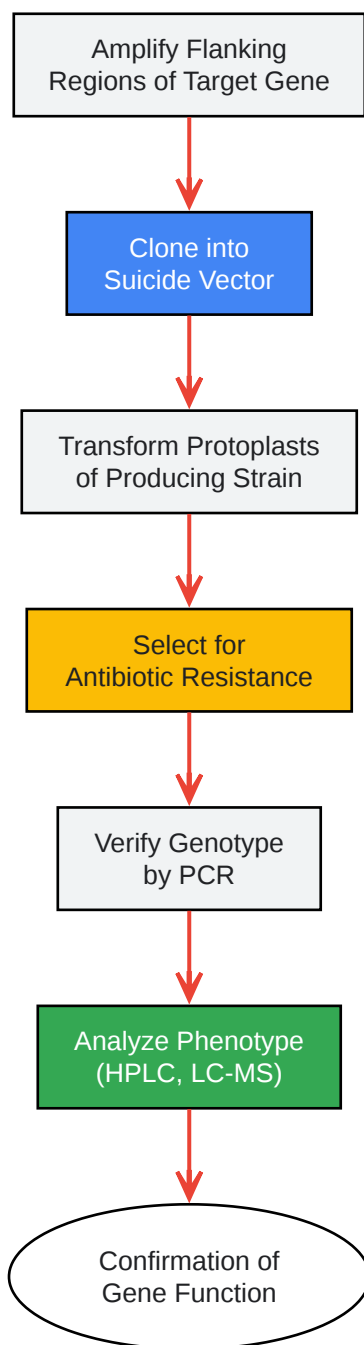 Amplify Flanking
Regions of Target Gene
Clone into
Suicide Vector
Transform Protoplasts
of Producing Strain
Select for
Antibiotic Resistance
Verify Genotype
by PCR
Analyze Phenotype
(HPLC, LC-MS)
Confirmation of
Gene Function